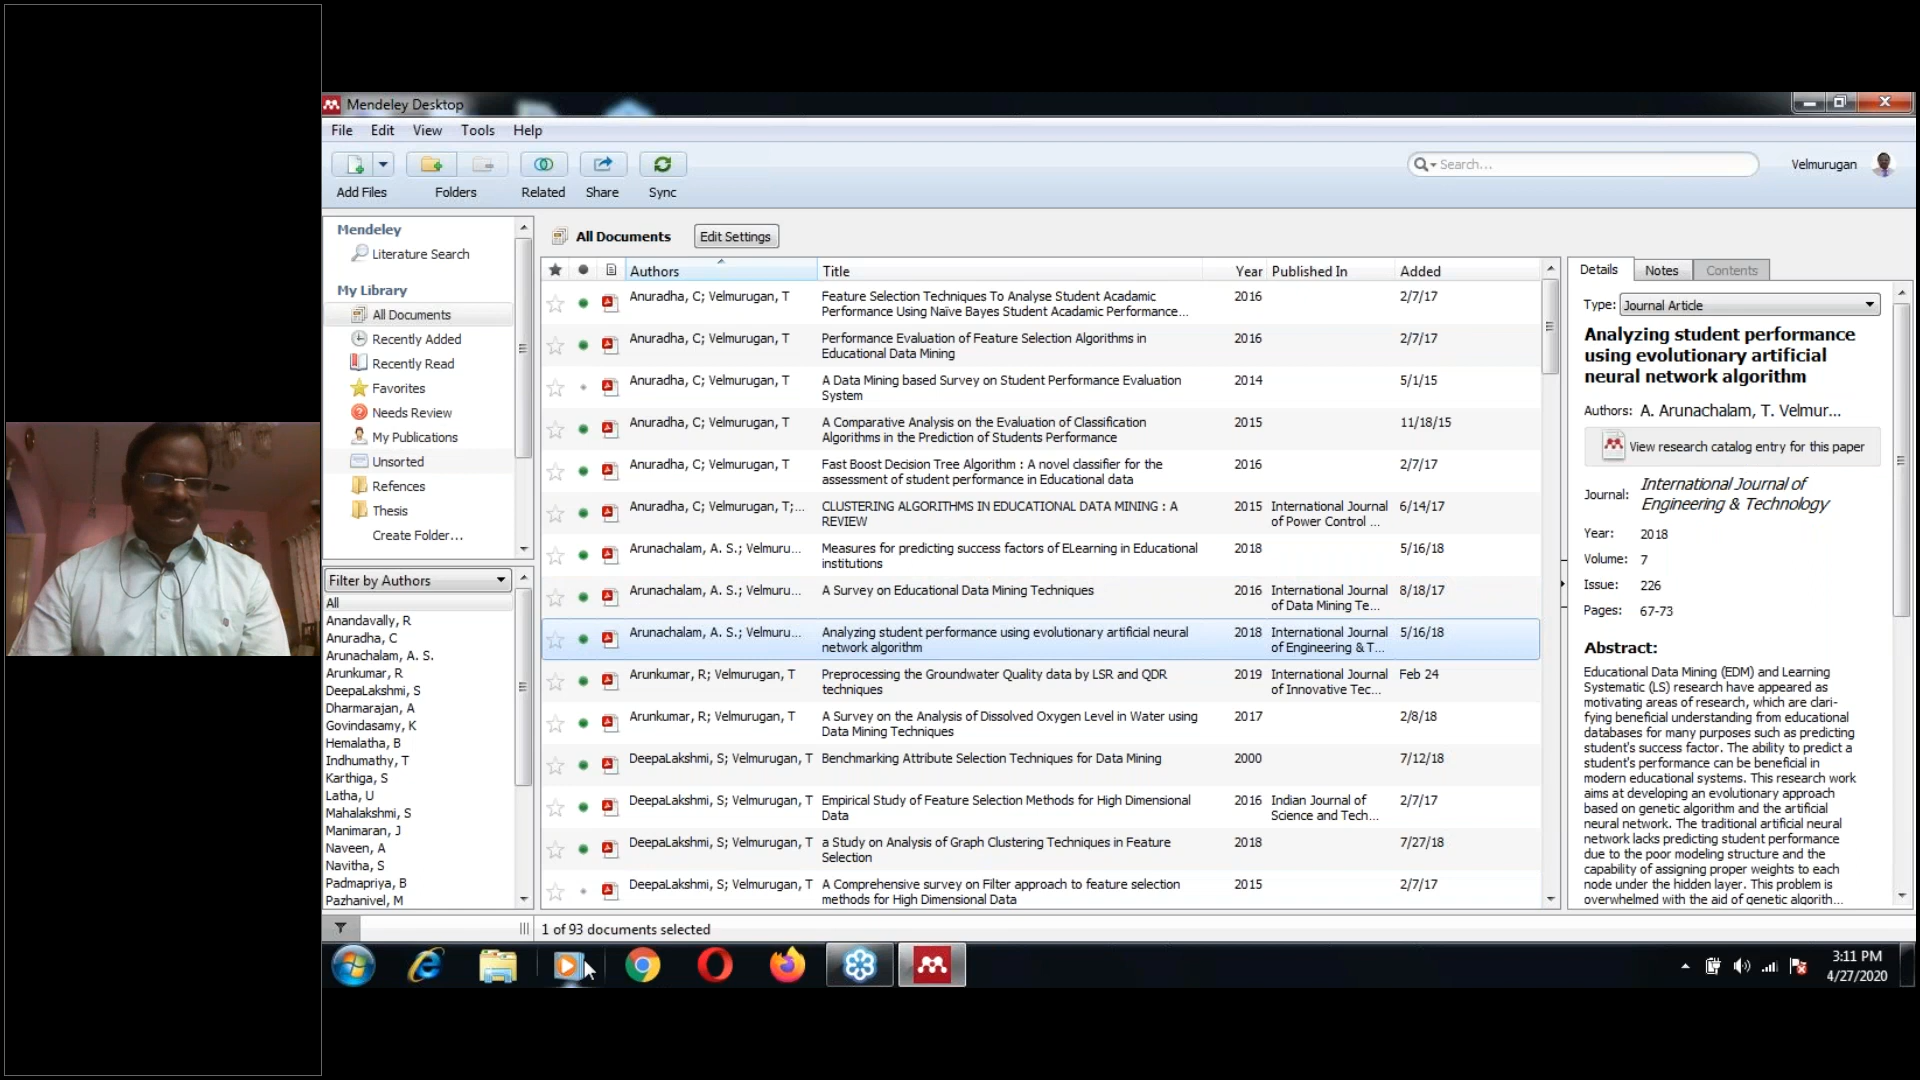 Mendeley Desktop
File Edit View Tools Help
Add Files Folders Related Share Sync
Search...
Velmurugan
Mendeley
Literature Search
My Library
All Documents
Recently Added
Recently Read
Favorites
Needs Review
My Publications
Unsorted
Refences
Thesis
Create Folder...
Filter by Authors
All
Anandavally, R
Anuradha, C
Arunachalam, A. S.
Arunkumar, R
DeepaLakshmi, S
Dharmarajan, A
Govindasamy, K
Hemalatha, B
Indhumathy, T
Karthiga, S
Latha, U
Mahalakshmi, S
Manimaran, J
Naveen, A
Navitha, S
Padmapriya, B
Pazhanivel, M
All Documents Edit Settings
Authors Title Year Published In Added
Anuradha, C; Velmurugan, T Feature Selection Techniques To Analyse Student Acadamic 2016 2/7/17
Performance Using Naïve Bayes Student Acadamic Performance...
Anuradha, C; Velmurugan, T Performance Evaluation of Feature Selection Algorithms in 2016 2/7/17
Educational Data Mining
Anuradha, C; Velmurugan, T A Data Mining based Survey on Student Performance Evaluation 2014 5/1/15
System
Anuradha, C; Velmurugan, T A Comparative Analysis on the Evaluation of Classification 2015 11/18/15
Algorithms in the Prediction of Students Performance
Anuradha, C; Velmurugan, T Fast Boost Decision Tree Algorithm : A novel classifier for the 2016 2/7/17
assessment of student performance in Educational data
Anuradha, C; Velmurugan, T;... CLUSTERING ALGORITHMS IN EDUCATIONAL DATA MINING : A 2015 International Journal 6/14/17
REVIEW of Power Control ...
Arunachalam, A. S.; Velmuru... Measures for predicting success factors of ELearning in Educational 2018 5/16/18
institutions
Arunachalam, A. S.; Velmuru... A Survey on Educational Data Mining Techniques 2016 International Journal 8/18/17
of Data Mining Te...
Arunachalam, A. S.; Velmuru... Analyzing student performance using evolutionary artificial neural 2018 International Journal 5/16/18
network algorithm of Engineering & T...
Arunkumar, R; Velmurugan, T Preprocessing the Groundwater Quality data by LSR and QDR 2019 International Journal Feb 24
techniques of Innovative Tec...
Arunkumar, R; Velmurugan, T A Survey on the Analysis of Dissolved Oxygen Level in Water using 2017 2/8/18
Data Mining Techniques
DeepaLakshmi, S; Velmurugan, T Benchmarking Attribute Selection Techniques for Data Mining 2000 7/12/18
DeepaLakshmi, S; Velmurugan, T Empirical Study of Feature Selection Methods for High Dimensional 2016 Indian Journal of 2/7/17
Data Science and Tech...
DeepaLakshmi, S; Velmurugan, T a Study on Analysis of Graph Clustering Techniques in Feature 2018 7/27/18
Selection
DeepaLakshmi, S; Velmurugan, T A Comprehensive survey on Filter approach to feature selection 2015 2/7/17
methods for High Dimensional Data
1 of 93 documents selected
Details Notes Contents
Type: Journal Article
Analyzing student performance
using evolutionary artificial
neural network algorithm
Authors: A. Arunachalam, T. Velmur...
View research catalog entry for this paper
Journal: International Journal of
Engineering & Technology
Year: 2018
Volume: 7
Issue: 226
Pages: 67-73
Abstract:
Educational Data Mining (EDM) and Learning
Systematic (LS) research have appeared as
motivating areas of research, which are clari-
fying beneficial understanding from educational
databases for many purposes such as predicting
student's success factor. The ability to predict a
student's performance can be beneficial in
modern educational systems. This research work
aims at developing an evolutionary approach
based on genetic algorithm and the artificial
neural network. The traditional artificial neural
network lacks predicting student performance
due to the poor modeling structure and the
capability of assigning proper weights to each
node under the hidden layer. This problem is
overwhelmed with the aid of genetic algorith...
3:11 PM
4/27/2020